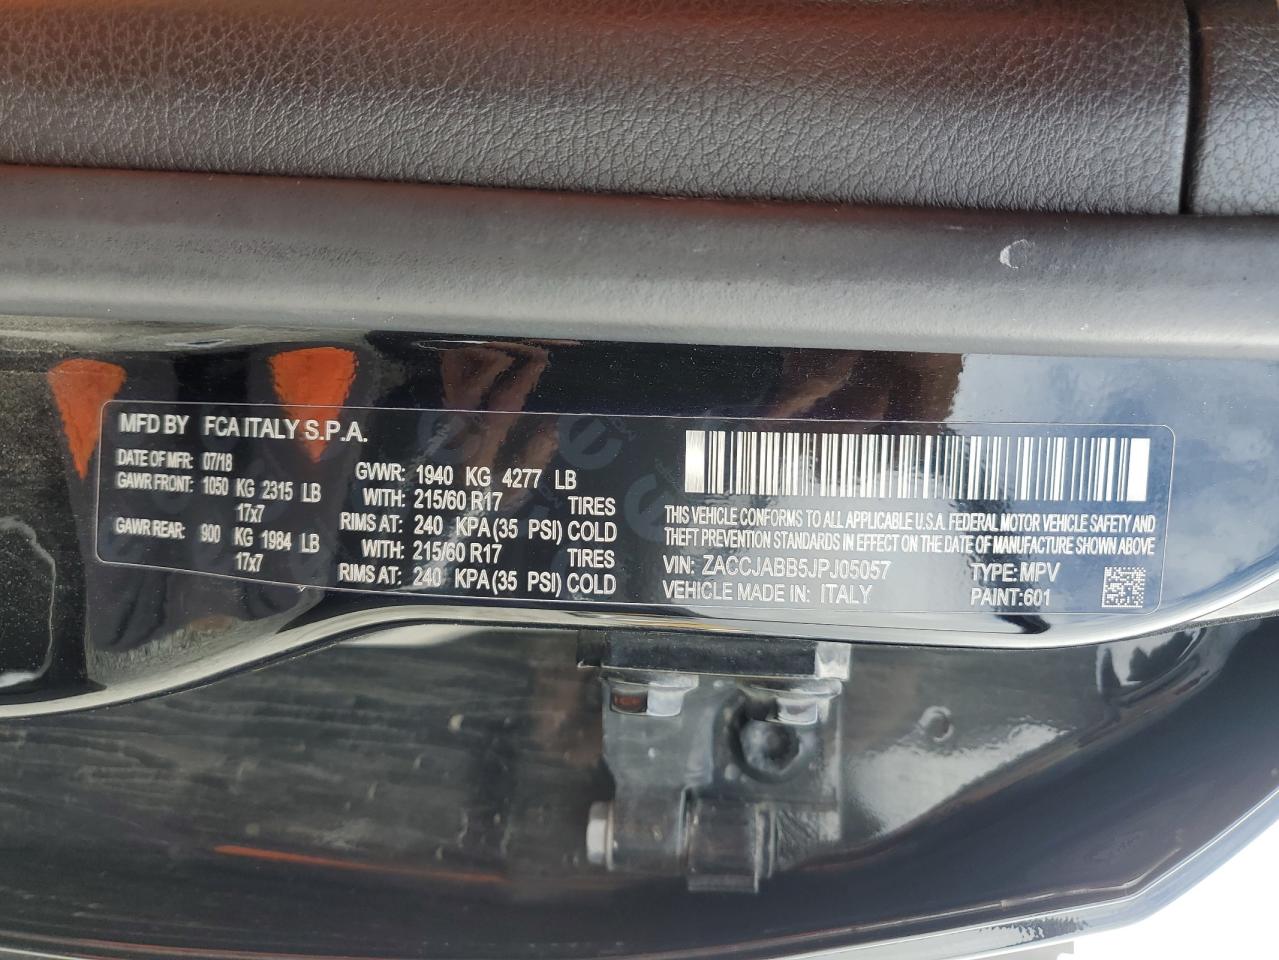 MFD BY FCA ITALY S.P.A.
DATE OF MFR: 07/18
GAWR FRONT: 1050 KG 2315 LB
17x7
GAWR REAR: 900 KG 1984 LB
17x7
GVWR: 1940 KG 4277 LB
WITH: 215/60 R17 TIRES
RIMS AT: 240 KPA(35 PSI) COLD
WITH: 215/60 R17 TIRES
RIMS AT: 240 KPA(35 PSI) COLD
THIS VEHICLE CONFORMS TO ALL APPLICABLE U.S.A. FEDERAL MOTOR VEHICLE SAFETY AND
THEFT PREVENTION STANDARDS IN EFFECT ON THE DATE OF MANUFACTURE SHOWN ABOVE
VIN: ZACCJABB5JPJ05057 TYPE:MPV
VEHICLE MADE IN: ITALY PAINT:601